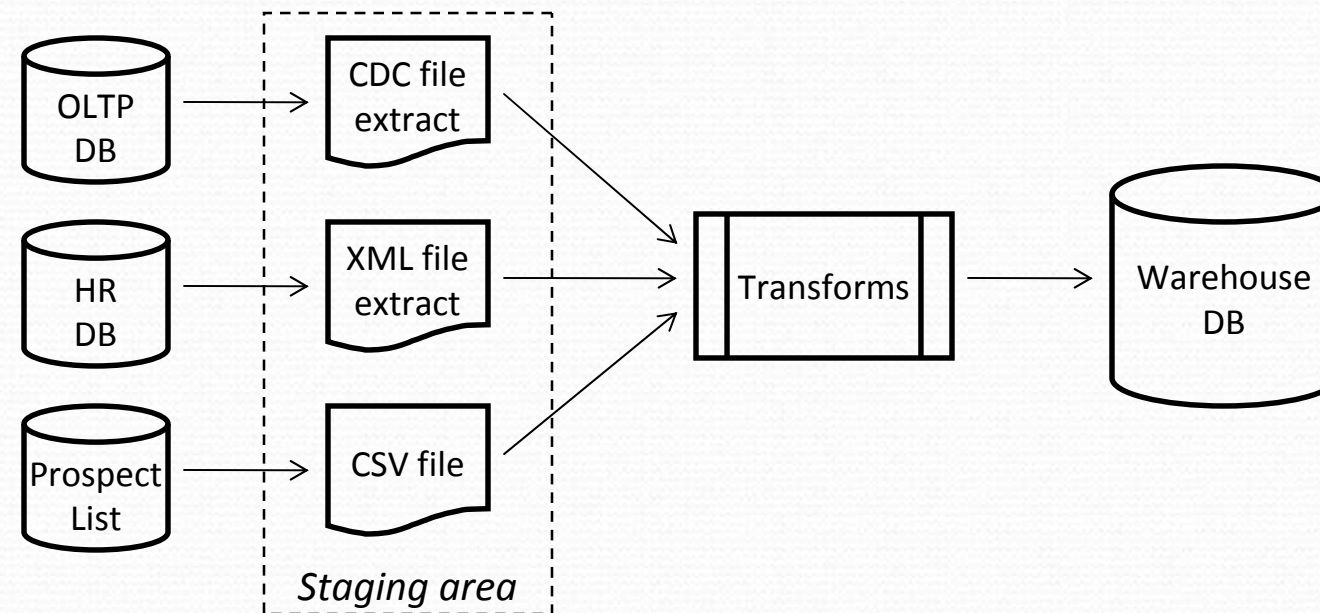 OLTP
DB
CDC file
extract
HR
DB
XML file
extract
Transforms
Warehouse
DB
Prospect
List
CSV file
Staging area